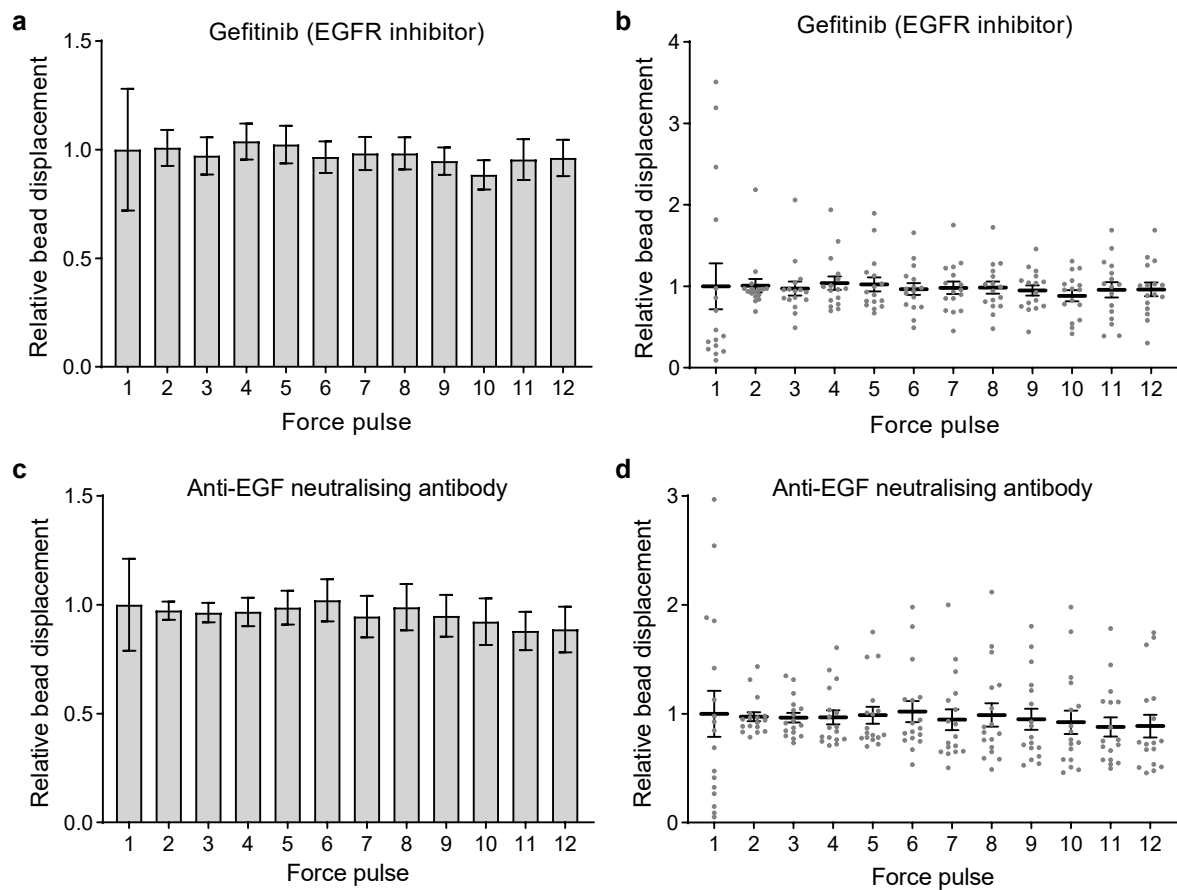 a
Gefitinib (EGFR inhibitor)
Relative bead displacement
1.5
1.0
0.5
0.0
1 2 3 4 5 6 7 8 9 10 11 12
Force pulse
b
Gefitinib (EGFR inhibitor)
Relative bead displacement
4
3
2
1
0
1 2 3 4 5 6 7 8 9 10 11 12
Force pulse
c
Anti-EGF neutralising antibody
Relative bead displacement
1.5
1.0
0.5
0.0
1 2 3 4 5 6 7 8 9 10 11 12
Force pulse
d
Anti-EGF neutralising antibody
Relative bead displacement
3
2
1
0
1 2 3 4 5 6 7 8 9 10 11 12
Force pulse